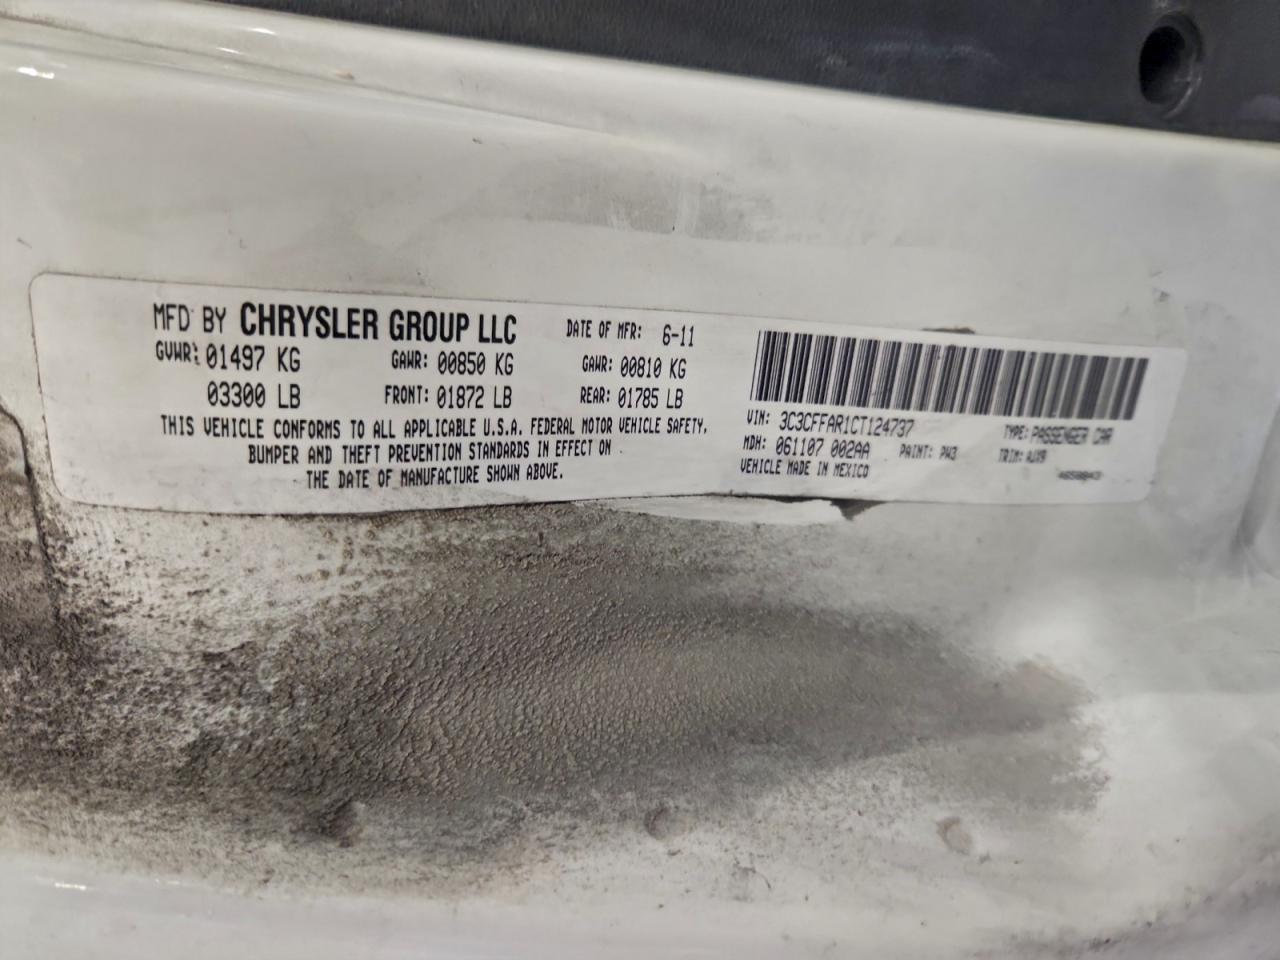 MFD BY CHRYSLER GROUP LLC DATE OF MFR: 6-11
GVWR: 01497 KG GAWR: 00850 KG GAWR: 00810 KG
03300 LB FRONT: 01872 LB REAR: 01785 LB
THIS VEHICLE CONFORMS TO ALL APPLICABLE U.S.A. FEDERAL MOTOR VEHICLE SAFETY,
BUMPER AND THEFT PREVENTION STANDARDS IN EFFECT ON
THE DATE OF MANUFACTURE SHOWN ABOVE.
VIN: 3C3CFFAR1CT124737 TYPE: PASSENGER CAR
MDH: 061107 002AA PAINT: PW3 TRIM:
VEHICLE MADE IN MEXICO